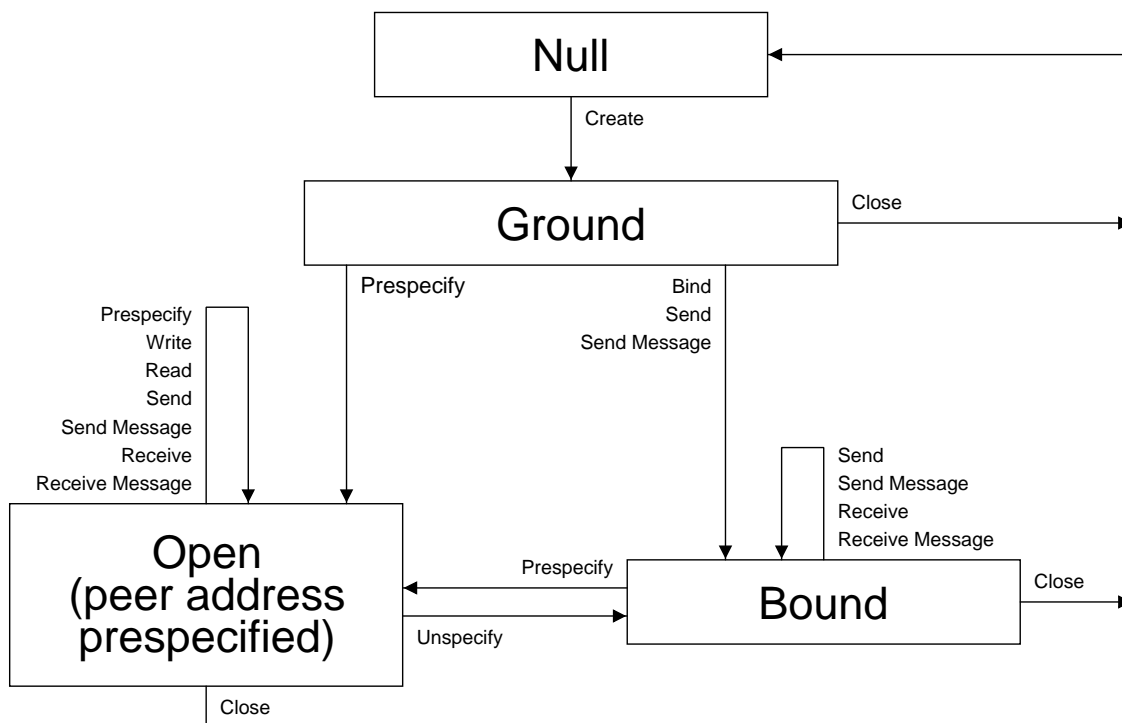 Null
Create
Ground
Close
Prespecify
Bind
Send
Send Message
Prespecify
Write
Read
Send
Send Message
Receive
Receive Message
Send
Send Message
Receive
Receive Message
Open
(peer address
prespecified)
Prespecify
Unspecify
Bound
Close
Close